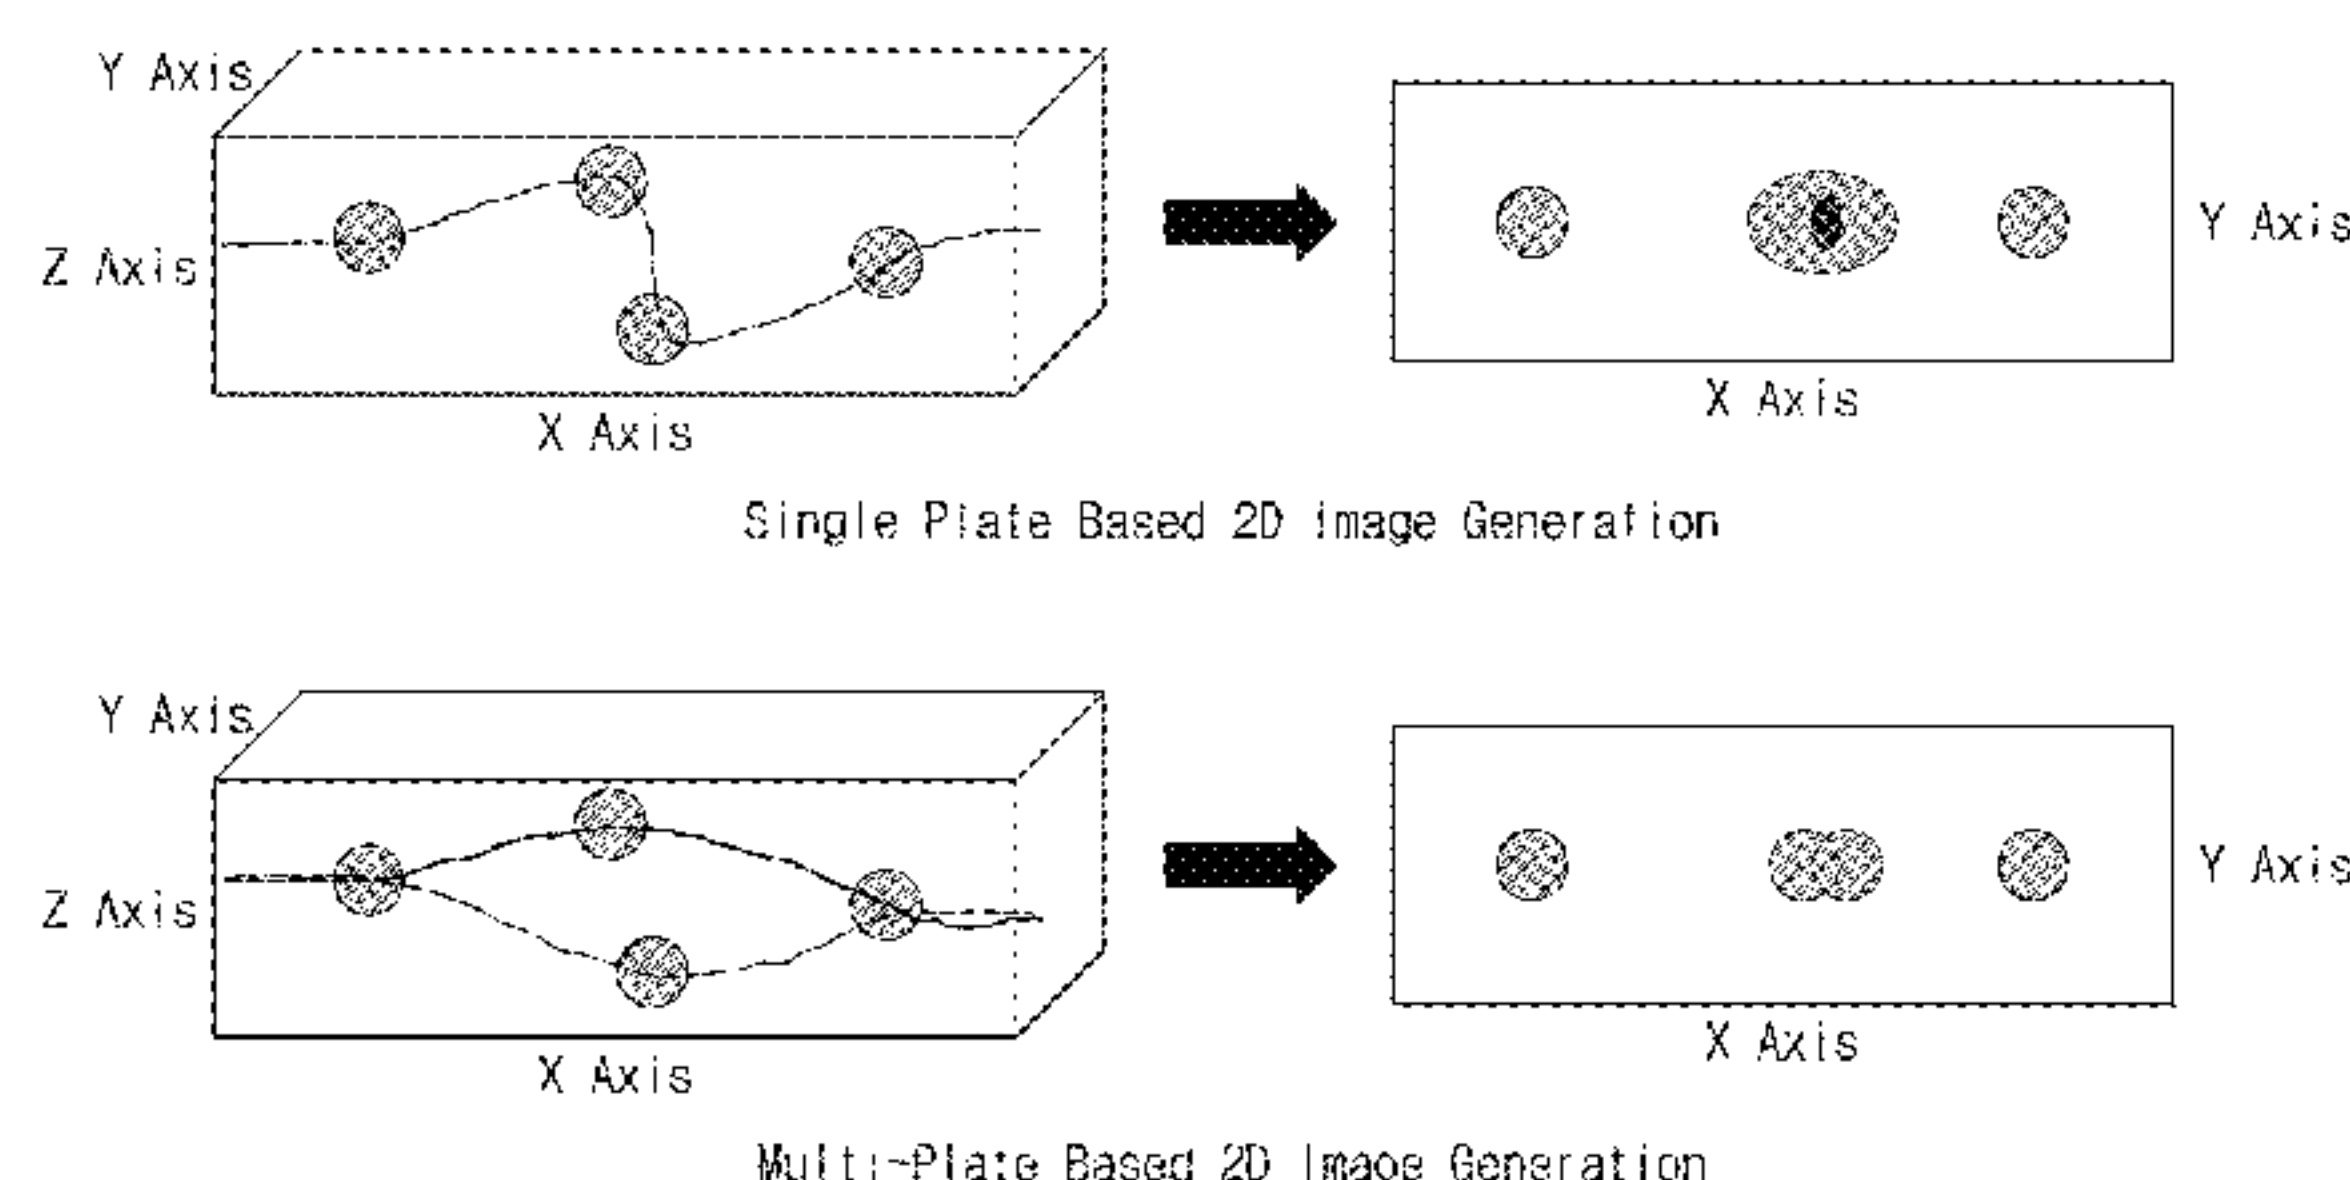 Y Axis
Z Axis
Y Axis
X Axis
X Axis
Single Plate Based 2D Image Generation
Y Axis
Z Axis
Y Axis
X Axis
X Axis
Multi-Plate Based 2D Image Generation